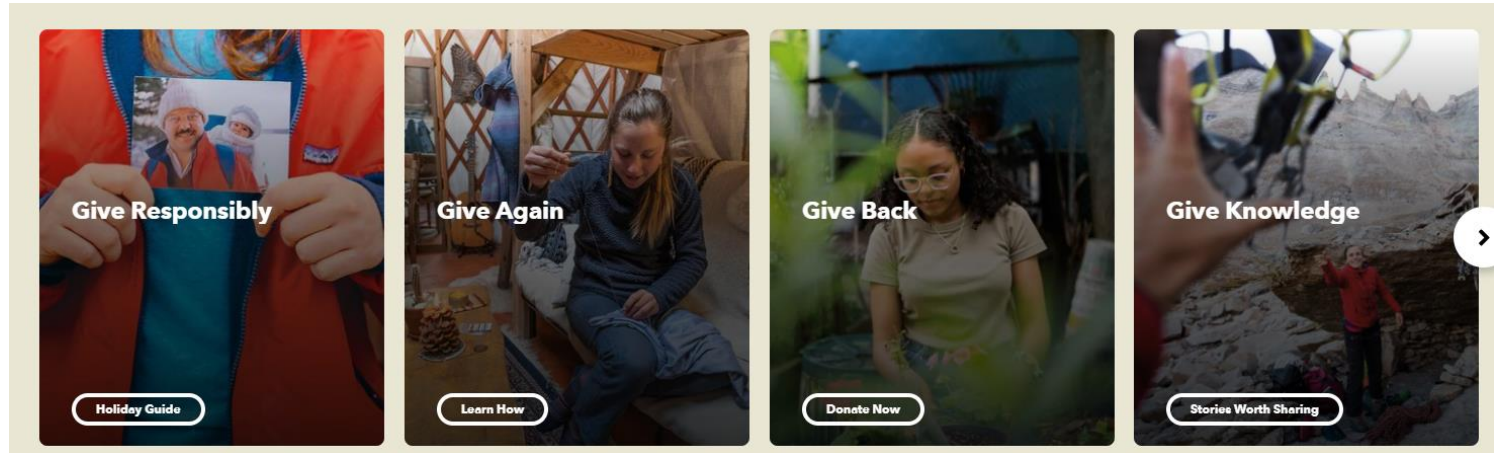 Give Responsibly
Holiday Guide
Give Again
Learn How
Give Back
Donate Now
Give Knowledge
Stories Worth Sharing